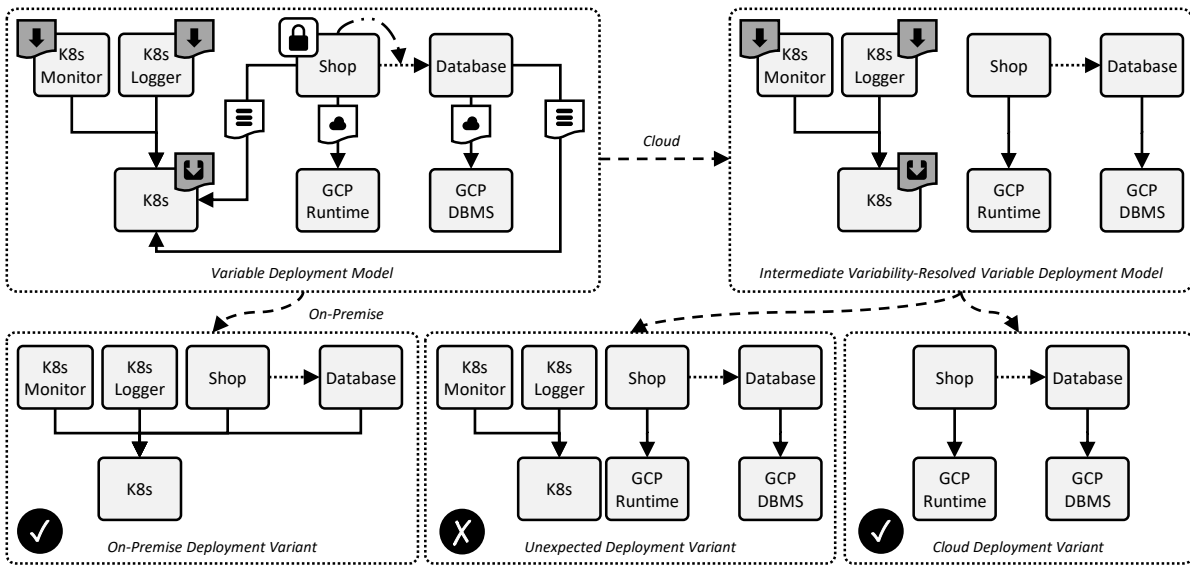 K8s
Monitor
K8s
Logger
Shop
Database
K8s
GCP
Runtime
GCP
DBMS
Variable Deployment Model
Cloud
K8s
Monitor
K8s
Logger
Shop
Database
K8s
GCP
Runtime
GCP
DBMS
Intermediate Variability-Resolved Variable Deployment Model
On-Premise
K8s
Monitor
K8s
Logger
Shop
Database
K8s
On-Premise Deployment Variant
K8s
Monitor
K8s
Logger
Shop
Database
K8s
GCP
Runtime
GCP
DBMS
Unexpected Deployment Variant
Shop
Database
GCP
Runtime
GCP
DBMS
Cloud Deployment Variant